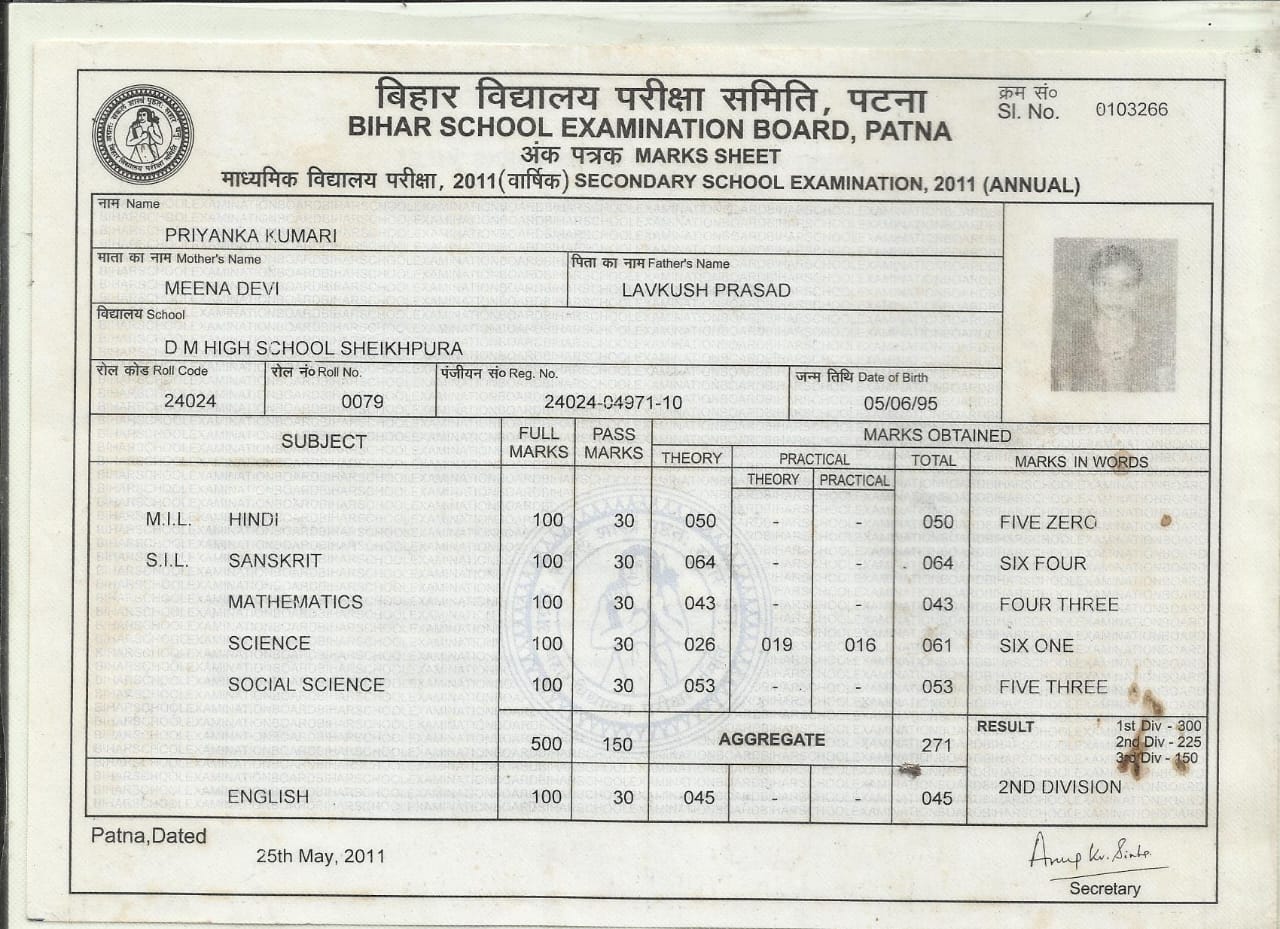 बिहार विद्यालय परीक्षा समिति, पटना
क्रम सं०
Sl. No. 0103266
BIHAR SCHOOL EXAMINATION BOARD, PATNA
अंक पत्रक MARKS SHEET
माध्यमिक विद्यालय परीक्षा, 2011(वार्षिक) SECONDARY SCHOOL EXAMINATION, 2011 (ANNUAL)
नाम Name
PRIYANKA KUMARI
माता का नाम Mother's Name पिता का नाम Father's Name
MEENA DEVI LAVKUSH PRASAD
विद्यालय School
D M HIGH SCHOOL SHEIKHPURA
रोल कोड Roll Code रोल नं० Roll No. पंजीयन सं० Reg. No. जन्म तिथि Date of Birth
24024 0079 24024-04971-10 05/06/95
SUBJECT FULL MARKS PASS MARKS MARKS OBTAINED
THEORY PRACTICAL TOTAL MARKS IN WORDS
THEORY PRACTICAL
M.I.L. HINDI 100 30 050 - - 050 FIVE ZERO
S.I.L. SANSKRIT 100 30 064 - - 064 SIX FOUR
MATHEMATICS 100 30 043 - - 043 FOUR THREE
SCIENCE 100 30 026 019 016 061 SIX ONE
SOCIAL SCIENCE 100 30 053 - - 053 FIVE THREE
500 150 AGGREGATE 271 RESULT 1st Div - 300
2nd Div - 225
3rd Div - 150
2ND DIVISION
ENGLISH 100 30 045 - - 045
Patna,Dated
25th May, 2011
Secretary